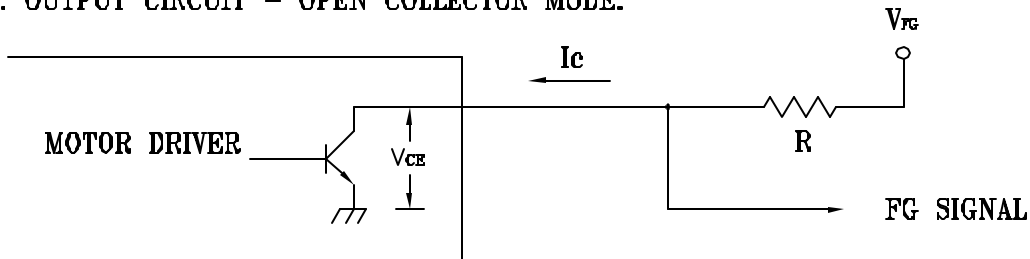 . OUTPUT CIRCUIT - OPEN COLLECTOR MODE:
VFG
Ic
MOTOR DRIVER
VCE
R
FG SIGNAL